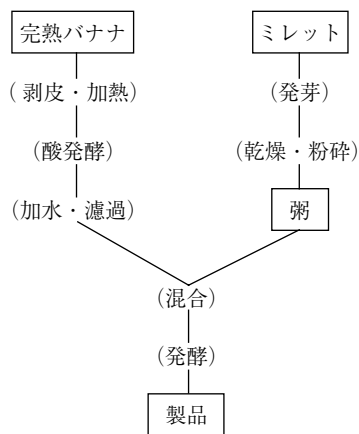 完熟バナナ
ミレット
(剥皮・加熱)
(発芽)
(酸発酵)
(乾燥・粉砕)
(加水・濾過)
粥
(混合)
(発酵)
製品